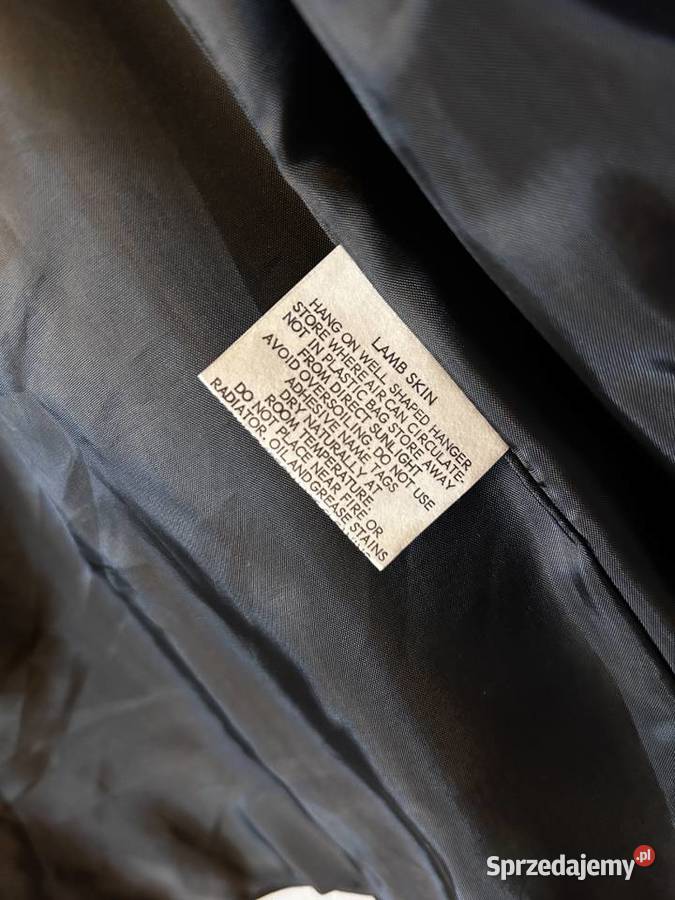 LAMB SKIN
HANG ON WELL SHAPED HANGER
STORE WHERE AIR CAN CIRCULATE.
NOT IN PLASTIC BAG STORE AWAY
FROM DIRECT SUNLIGHT
AVOID OVERSOILING DO NOT USE
ADHESIVE NAME TAGS
DRY NATURALLY AT
ROOM TEMPERATURE
DO NOT PLACE NEAR FIRE OR
RADIATOR. OIL AND GREASE STAINS
Sprzedajemy.pl